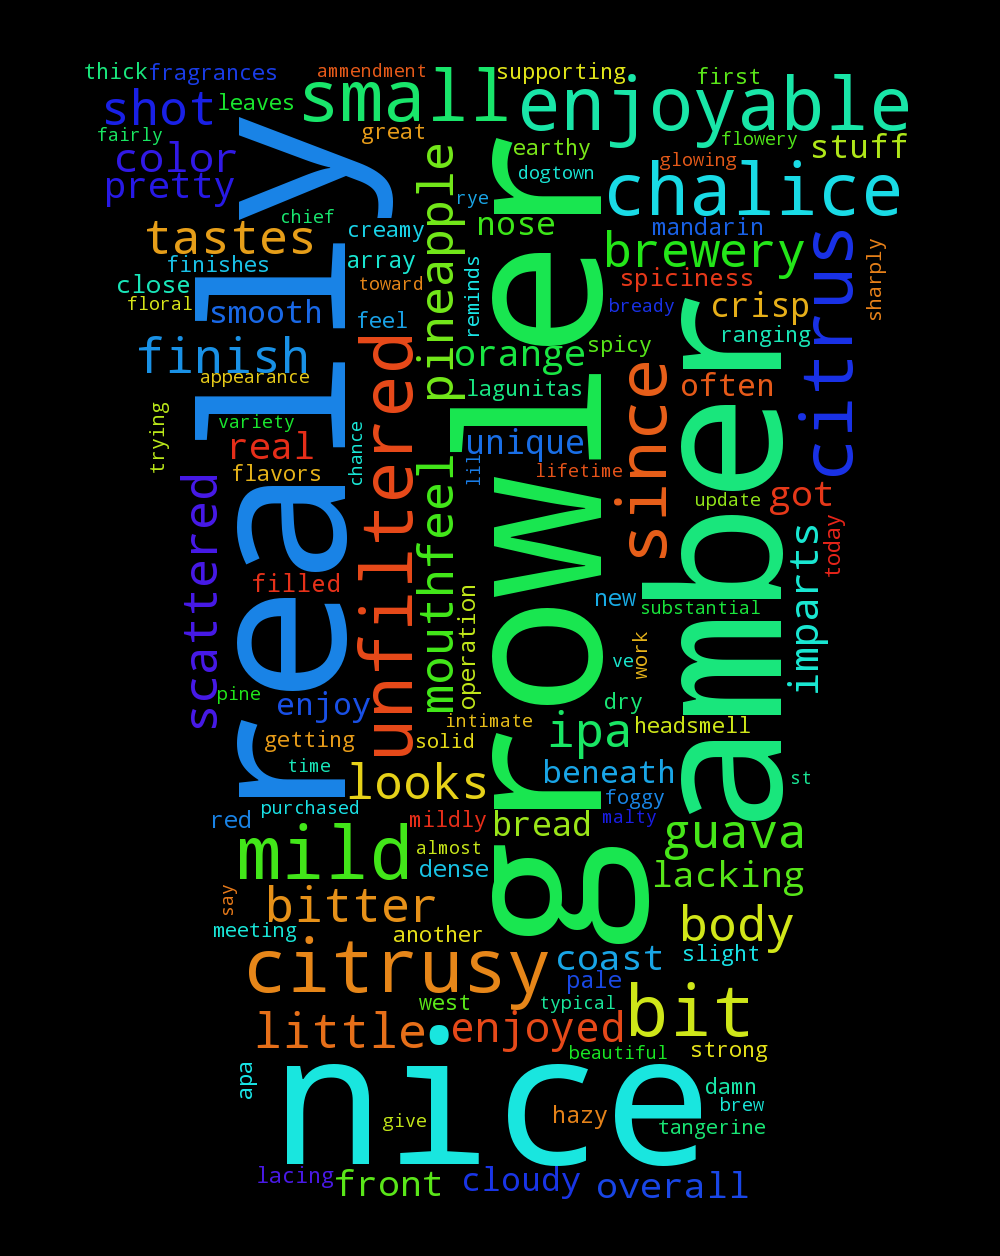 thick
fragrances
ammendment
small
supporting
first
enjoyable
shot
leaves
fairly
great
flowery
stuff
color
earthy
glowing
dogtown
pretty
rye
chalice
chief
nose
mandarin
tastes
creamy
brewery
finishes
array
spiciness
close
toward
floral
smooth
feel
bready
crisp
ranging
citrus
sharply
finish
orange
spicy
reminds
pineapple
appearance
lagunitas
often
really
growler
amber
trying
variety
real
chance
unique
flavors
lil
lifetime
since
update
got
unfiltered
mouthfeel
scattered
imparts
today
filled
new
substantial
operation
ve
work
pine
enjoy
dry
intimate
ipa
headsmell
getting
solid
time
looks
beneath
st
purchased
foggy
red
mildly
bread
malty
guava
mild
almost
dense
lacking
say
bitter
body
meeting
another
citrusy
coast
slight
pale
west
typical
bit
little
enjoyed
beautiful
strong
apa
nice
damn
brew
give
hazy
tangerine
lacing
front
cloudy
overall